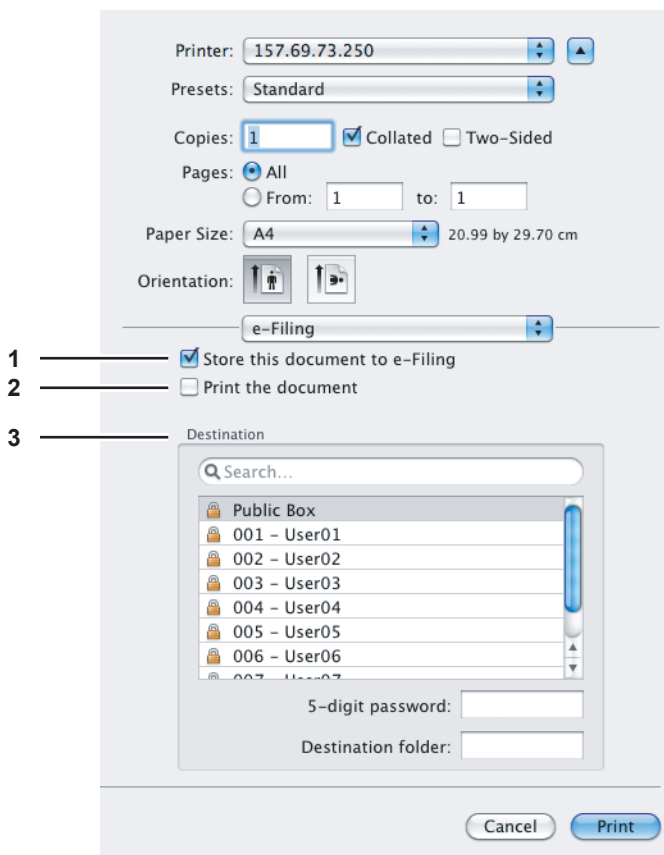 Printer: 157.69.73.250
Presets: Standard
Copies: 1 Collated Two-Sided
Pages: All
From: 1 to: 1
Paper Size: A4 20.99 by 29.70 cm
Orientation:
e-Filing
1 Store this document to e-Filing
2 Print the document
3 Destination
Search...
Public Box
001 - User01
002 - User02
003 - User03
004 - User04
005 - User05
006 - User06
5-digit password:
Destination folder:
Cancel Print